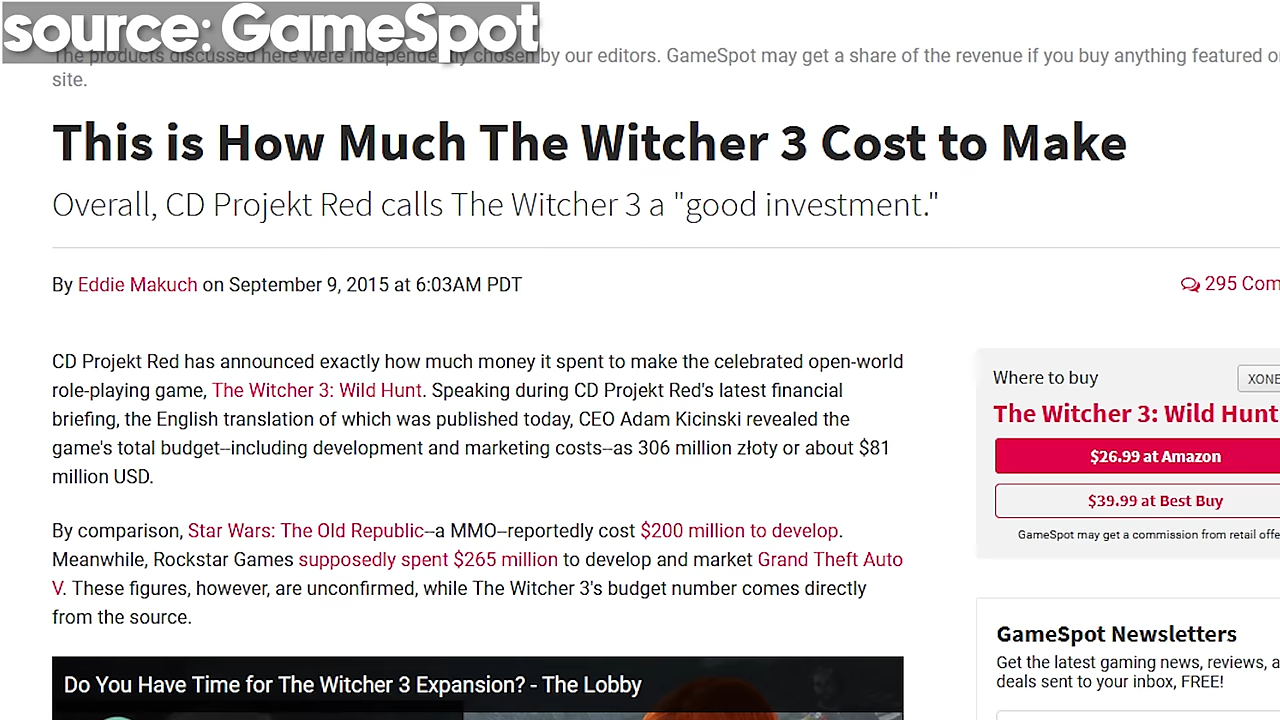 source: GameSpot
The products discussed here were independently chosen by our editors. GameSpot may get a share of the revenue if you buy anything featured on
site.
This is How Much The Witcher 3 Cost to Make
Overall, CD Projekt Red calls The Witcher 3 a "good investment."
By Eddie Makuch on September 9, 2015 at 6:03AM PDT
295 Com
CD Projekt Red has announced exactly how much money it spent to make the celebrated open-world
role-playing game, The Witcher 3: Wild Hunt. Speaking during CD Projekt Red's latest financial
briefing, the English translation of which was published today, CEO Adam Kicinski revealed the
game's total budget--including development and marketing costs--as 306 million złoty or about $81
million USD.
By comparison, Star Wars: The Old Republic--a MMO--reportedly cost $200 million to develop.
Meanwhile, Rockstar Games supposedly spent $265 million to develop and market Grand Theft Auto
V. These figures, however, are unconfirmed, while The Witcher 3's budget number comes directly
from the source.
Do You Have Time for The Witcher 3 Expansion? - The Lobby
Where to buy
XONE
The Witcher 3: Wild Hunt
$26.99 at Amazon
$39.99 at Best Buy
GameSpot may get a commission from retail offe
GameSpot Newsletters
Get the latest gaming news, reviews, a
deals sent to your inbox, FREE!